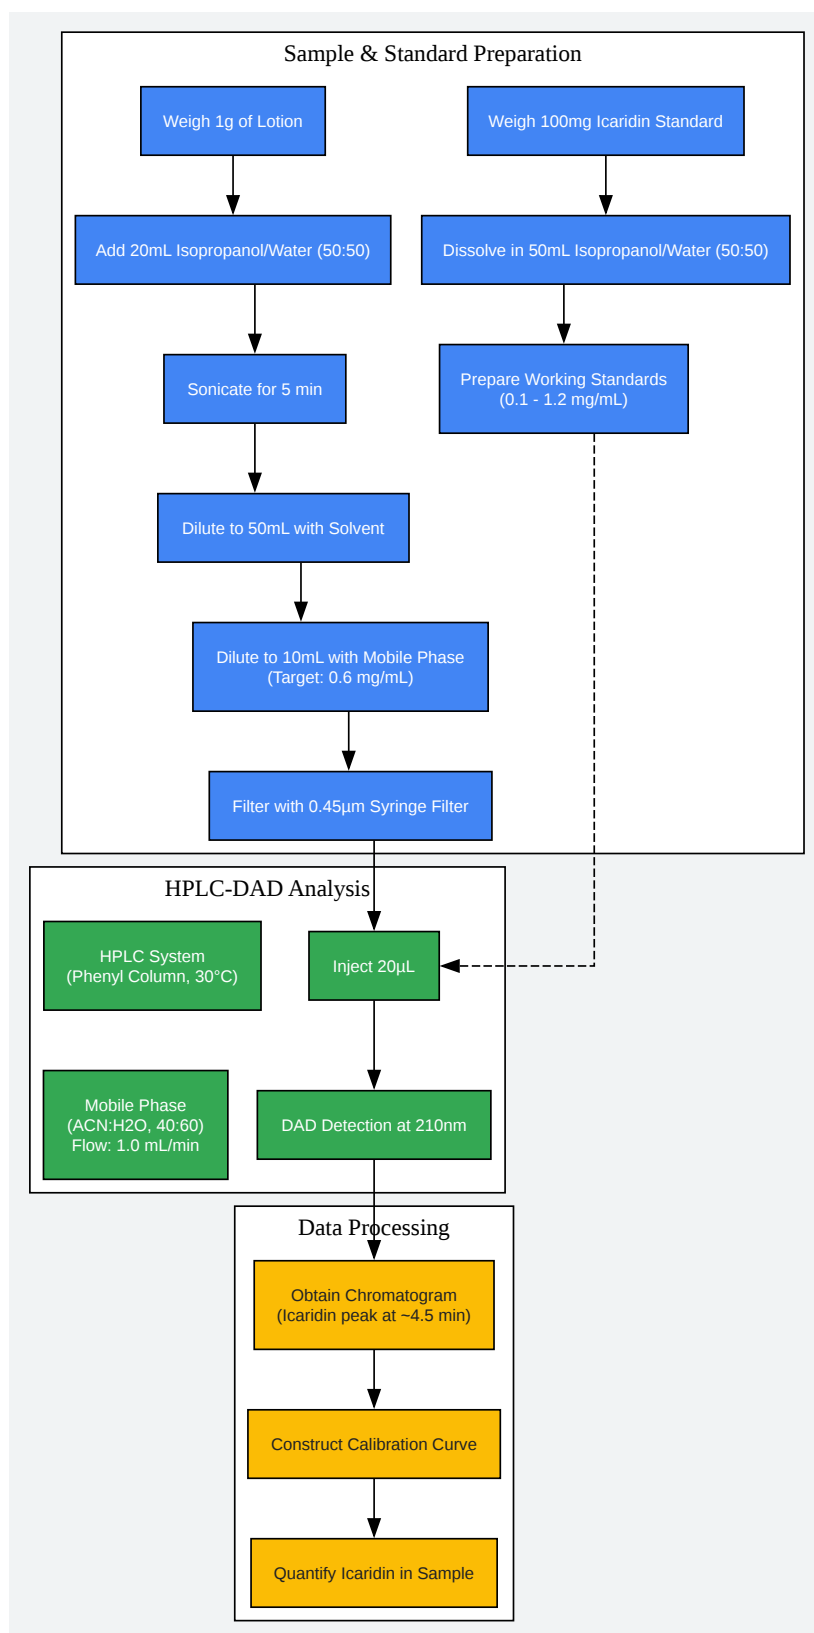 Sample & Standard Preparation
Weigh 1g of Lotion
Weigh 100mg Icaridin Standard
Add 20mL Isopropanol/Water (50:50)
Dissolve in 50mL Isopropanol/Water (50:50)
Sonicate for 5 min
Prepare Working Standards
(0.1 - 1.2 mg/mL)
Dilute to 50mL with Solvent
Dilute to 10mL with Mobile Phase
(Target: 0.6 mg/mL)
Filter with 0.45µm Syringe Filter
HPLC-DAD Analysis
HPLC System
(Phenyl Column, 30°C)
Inject 20µL
Mobile Phase
(ACN:H2O, 40:60)
Flow: 1.0 mL/min
DAD Detection at 210nm
Data Processing
Obtain Chromatogram
(Icaridin peak at ~4.5 min)
Construct Calibration Curve
Quantify Icaridin in Sample